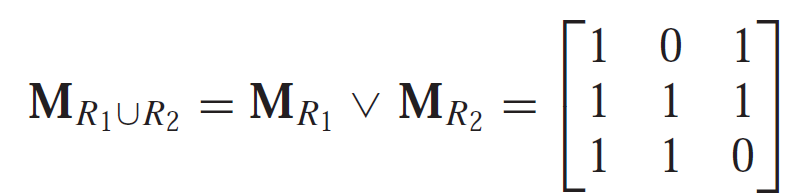 1 0 1
M_{R_1∪R_2} = M_{R_1} ∨ M_{R_2} = 1 1 1
1 1 0